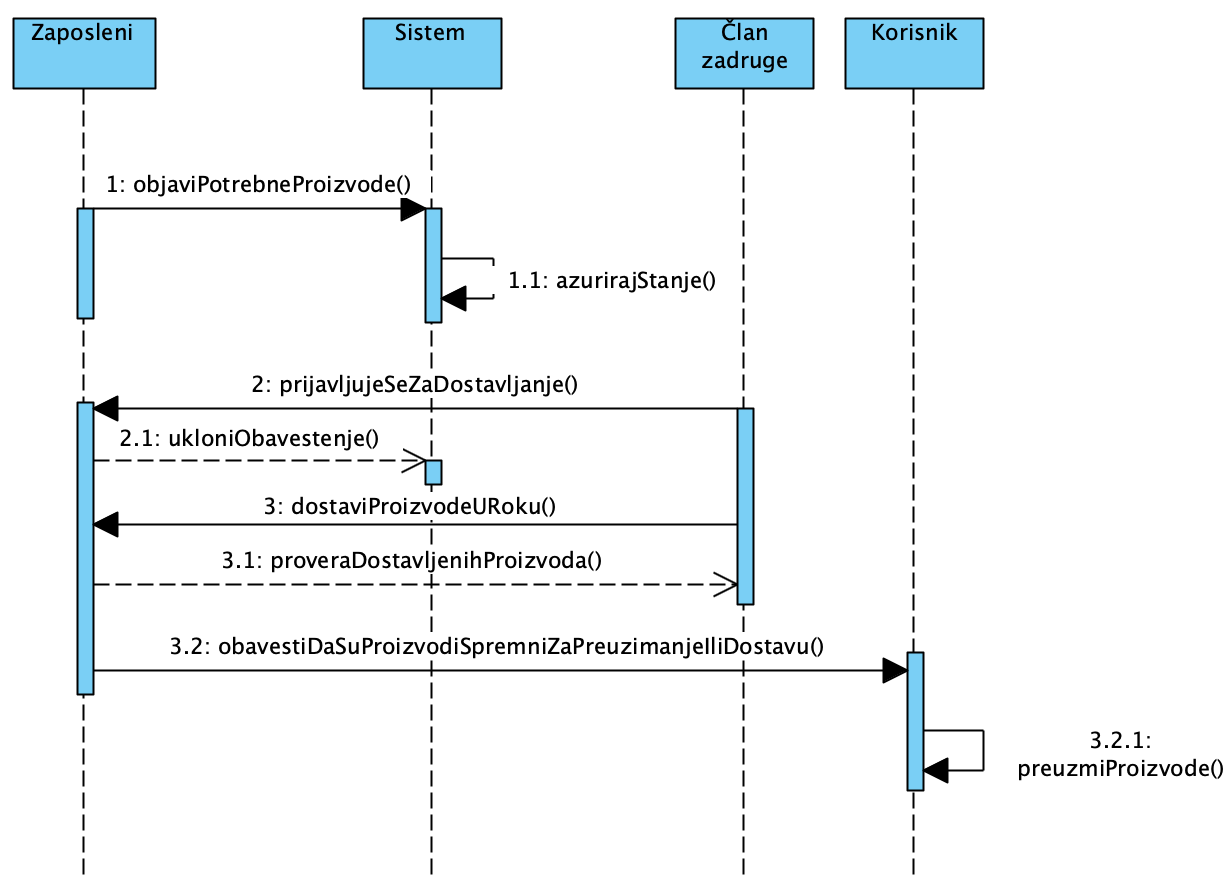 Zaposleni
Sistem
Član
zadruge
Korisnik
1: objaviPotrebneProizvode()
1.1: azurirajStanje()
2: prijavljujeSeZaDostavljanje()
2.1: ukloniObavestenje()
3: dostaviProizvodeURoku()
3.1: proveraDostavljenihProizvoda()
3.2: obavestiDaSuProizvodiSpremniZaPreuzimanjeIliDostavu()
3.2.1:
preuzmiProizvode()